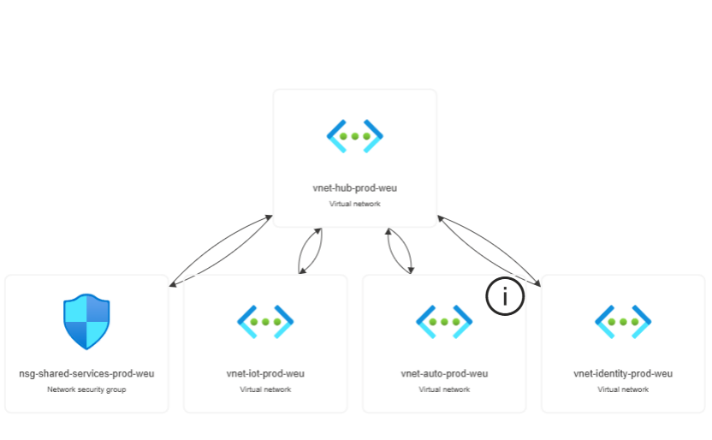 vnet-hub-prod-weu
Virtual network
nsg-shared-services-prod-weu
Network security group
vnet-iot-prod-weu
Virtual network
i
vnet-auto-prod-weu
Virtual network
vnet-identity-prod-weu
Virtual network